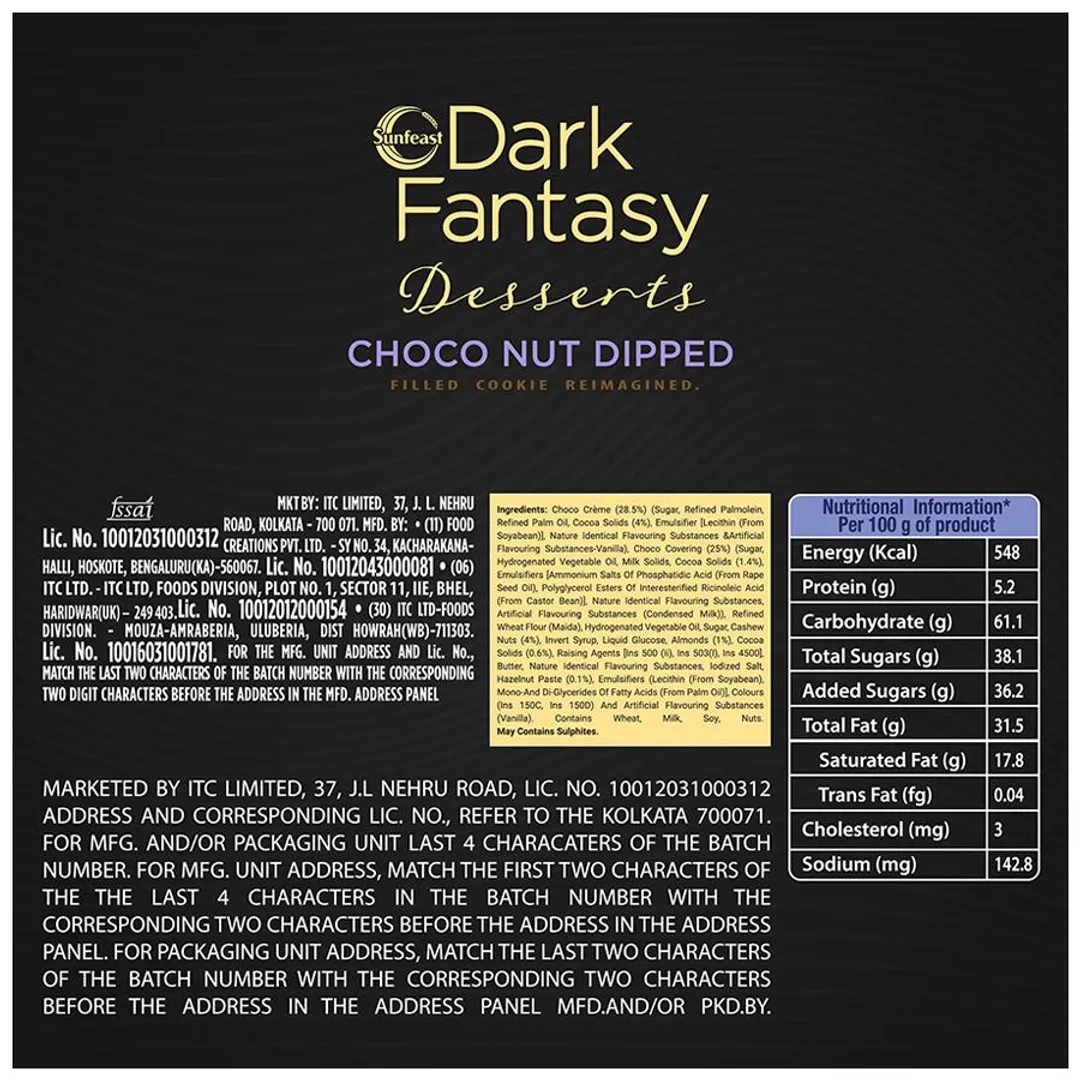 Sunfeast
Dark
Fantasy
Desserts
CHOCO NUT DIPPED
FILLED COOKIE REIMAGINED.
fssai
Lic. No. 10012031000312
MKT BY: ITC LIMITED, 37, J. L. NEHRU
ROAD, KOLKATA - 700 071. MFD. BY: • (11) FOOD
CREATIONS PVT. LTD. - SY NO. 34, KACHARAKANA-
HALLI, HOSKOTE, BENGALURU(KA)-560067. Lic. No. 10012043000081 • (06)
ITC LTD - ITC LTD, FOODS DIVISION, PLOT NO. 1, SECTOR 11, IIE, BHEL,
HARIDWAR(UK) – 249 403.Lic. No. 10012012000154 • (30) ITC LTD-FOODS
DIVISION. - MOUZA-AMRABERIA, ULUBERIA, DIST HOWRAH(WB)-711303.
Lic. No. 10016031001781. FOR THE MFG. UNIT ADDRESS AND Lic. No.,
MATCH THE LAST TWO CHARACTERS OF THE BATCH NUMBER WITH THE CORRESPONDING
TWO DIGIT CHARACTERS BEFORE THE ADDRESS IN THE MFD. ADDRESS PANEL
Ingredients: Choco Crème (28.5%) (Sugar, Refined Palmolein,
Refined Palm Oil, Cocoa Solids (4%), Emulsifier [Lecithin (From
Soyabean)], Nature Identical Flavouring Substances &Artificial
Flavouring Substances-Vanilla), Choco Covering (25%) (Sugar,
Hydrogenated Vegetable Oil, Milk Solids, Cocoa Solids (1.4%),
Emulsifiers [Ammonium Salts Of Phosphatidic Acid (From Rape
Seed Oil), Polyglycerol Esters Of Interesterified Ricinoleic Acid
(From Castor Bean)], Nature Identical Flavouring Substances,
Artificial Flavouring Substances (Condensed Milk)), Refined
Wheat Flour (Maida), Hydrogenated Vegetable Oil, Sugar, Cashew
Nuts (4%), Invert Syrup, Liquid Glucose, Almonds (1%), Cocoa
Solids (0.6%), Raising Agents [Ins 500 (ii), Ins 503(I), Ins 450(I)],
Butter, Nature Identical Flavouring Substances, Iodized Salt,
Hazelnut Paste (0.1%), Emulsifiers (Lecithin (From Soyabean),
Mono-And Di-Glycerides Of Fatty Acids (From Palm Oil)], Colours
(Ins 150C, Ins 150D) And Artificial Flavouring Substances
(Vanilla). Contains Wheat, Milk, Soy, Nuts.
May Contains Sulphites.
Nutritional Information*
Per 100 g of product
Energy (Kcal) 548
Protein (g) 5.2
Carbohydrate (g) 61.1
Total Sugars (g) 38.1
Added Sugars (g) 36.2
Total Fat (g) 31.5
Saturated Fat (g) 17.8
Trans Fat (fg) 0.04
Cholesterol (mg) 3
Sodium (mg) 142.8
MARKETED BY ITC LIMITED, 37, J.L NEHRU ROAD, LIC. NO. 10012031000312
ADDRESS AND CORRESPONDING LIC. NO., REFER TO THE KOLKATA 700071.
FOR MFG. AND/OR PACKAGING UNIT LAST 4 CHARACATERS OF THE BATCH
NUMBER. FOR MFG. UNIT ADDRESS, MATCH THE FIRST TWO CHARACTERS OF
THE THE LAST 4 CHARACTERS IN THE BATCH NUMBER WITH THE
CORRESPONDING TWO CHARACTERS BEFORE THE ADDRESS IN THE ADDRESS
PANEL. FOR PACKAGING UNIT ADDRESS, MATCH THE LAST TWO CHARACTERS
OF THE BATCH NUMBER WITH THE CORRESPONDING TWO CHARACTERS
BEFORE THE ADDRESS IN THE ADDRESS PANEL MFD.AND/OR PKD.BY.